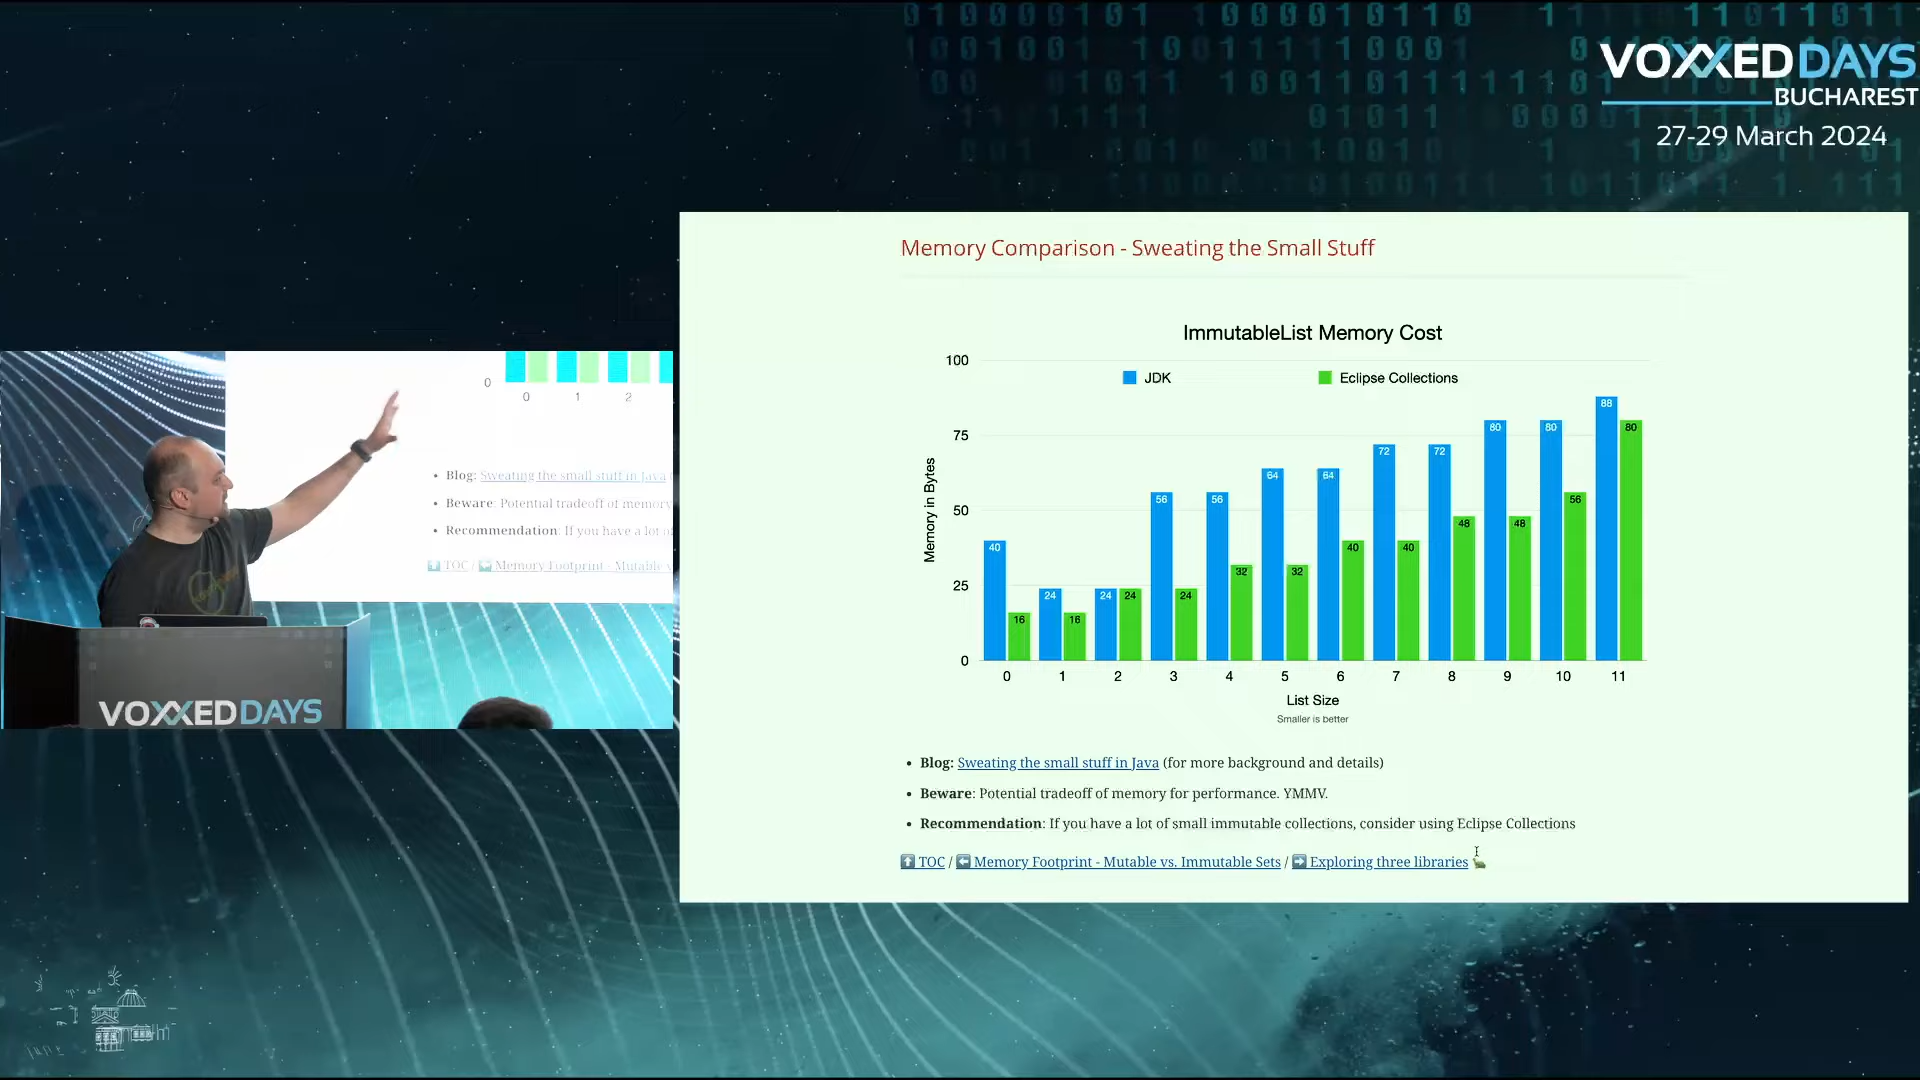 VOXXEDDAYS
BUCHAREST
27-29 March 2024
Memory Comparison - Sweating the Small Stuff
ImmutableList Memory Cost
JDK
Eclipse Collections
Memory in Bytes
100
75
50
25
0
40 16 24 16 24 24 56 24 56 32 64 32 64 40 72 40 72 48 80 48 80 56 88 80
0 1 2 3 4 5 6 7 8 9 10 11
List Size
Smaller is better
• Blog: Sweating the small stuff in Java (for more background and details)
• Beware: Potential tradeoff of memory for performance. YMMV.
• Recommendation: If you have a lot of small immutable collections, consider using Eclipse Collections
TOC / Memory Footprint - Mutable vs. Immutable Sets / Exploring three libraries
0
0 1 2
• Blog: Sweating the small stuff in Java
• Beware: Potential tradeoff of memory
• Recommendation: If you have a lot of
TOC / Memory Footprint - Mutable v
VOXXEDDAYS